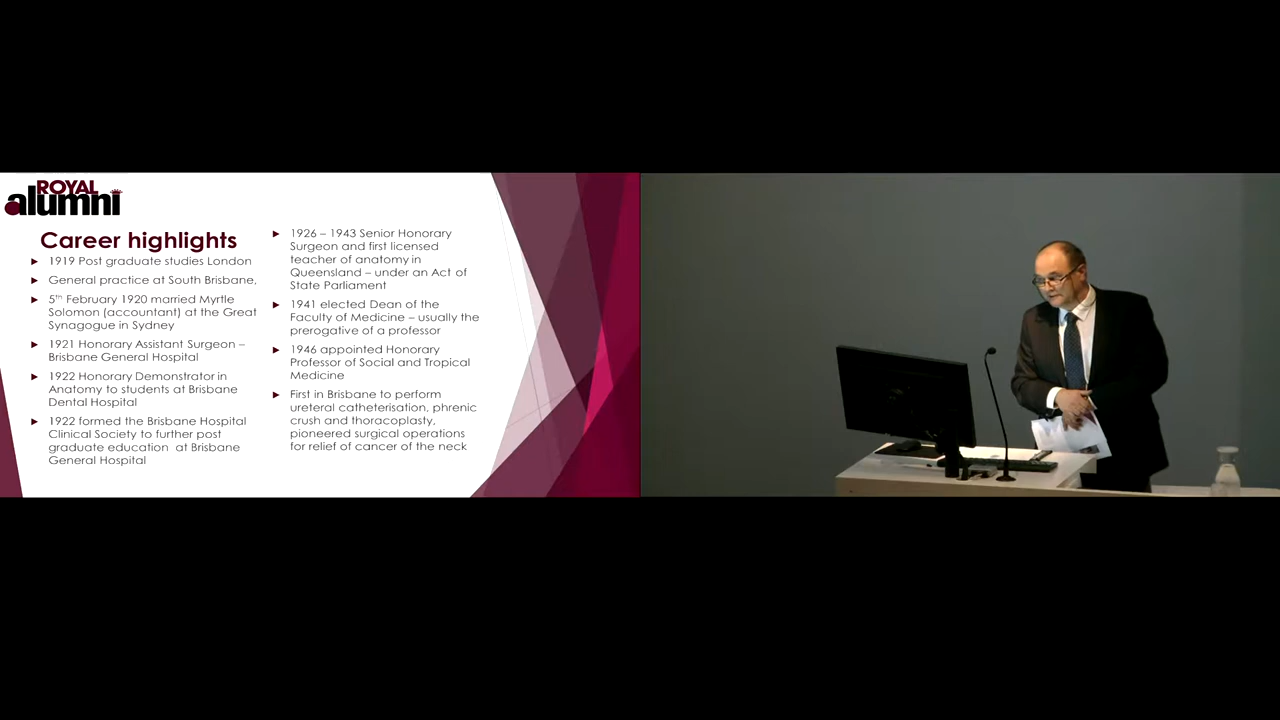 ROYAL
alumni
Career highlights
1919 Post graduate studies London
General practice at South Brisbane,
5th February 1920 married Myrtle
Solomon (accountant) at the Great
Synagogue in Sydney
1921 Honorary Assistant Surgeon –
Brisbane General Hospital
1922 Honorary Demonstrator in
Anatomy to students at Brisbane
Dental Hospital
1922 formed the Brisbane Hospital
Clinical Society to further post
graduate education at Brisbane
General Hospital
1926 – 1943 Senior Honorary
Surgeon and first licensed
teacher of anatomy in
Queensland – under an Act of
State Parliament
1941 elected Dean of the
Faculty of Medicine – usually the
prerogative of a professor
1946 appointed Honorary
Professor of Social and Tropical
Medicine
First in Brisbane to perform
ureteral catheterisation, phrenic
crush and thoracoplasty,
pioneered surgical operations
for relief of cancer of the neck